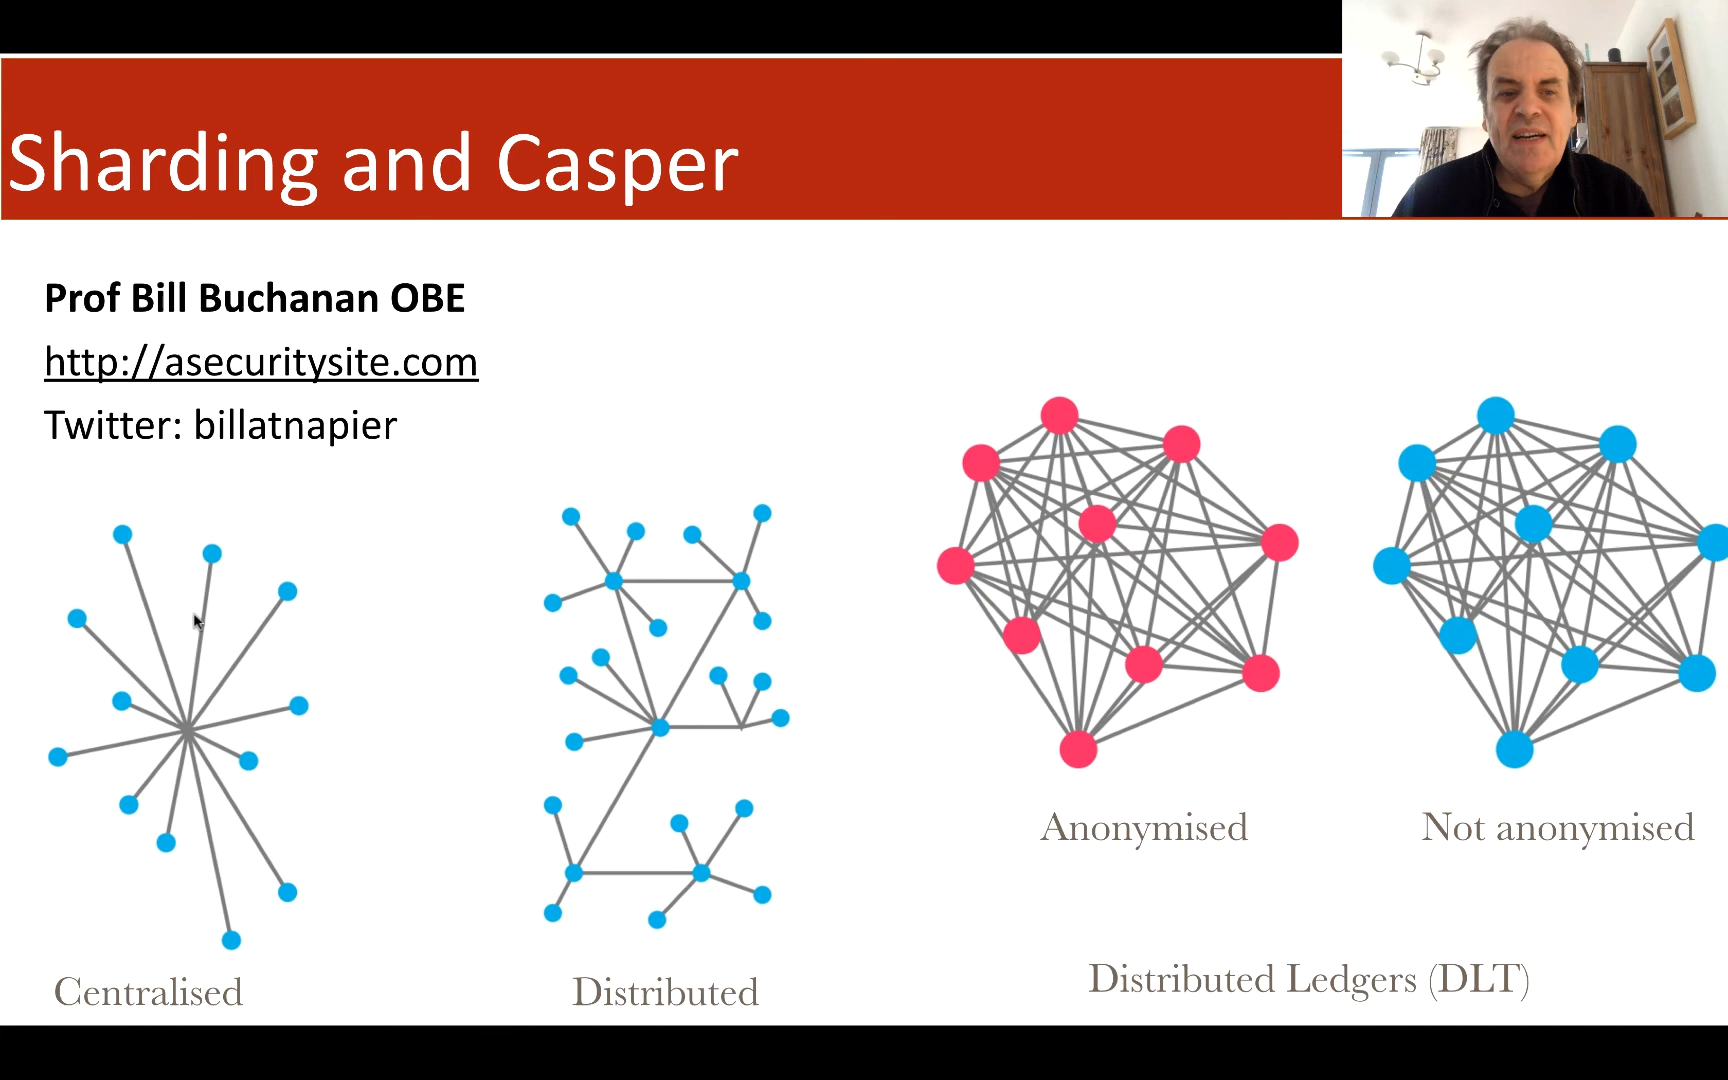 Sharding and Casper
Prof Bill Buchanan OBE
http://asecuritysite.com
Twitter: billatnapier
Anonymised
Not anonymised
Centralised
Distributed
Distributed Ledgers (DLT)